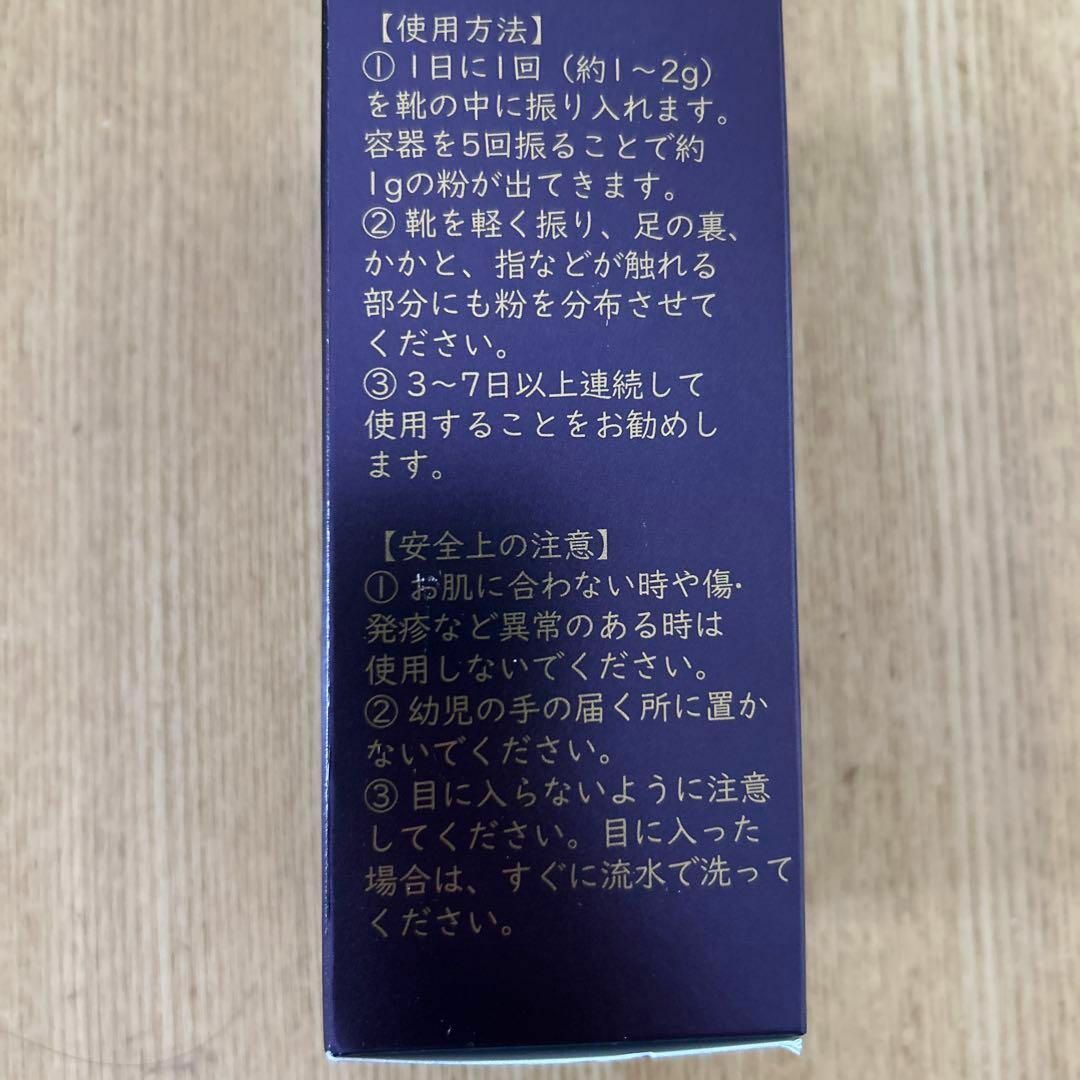 【使用方法】
① 1日に1回（約1～2g）
を靴の中に振り入れます。
容器を5回振ることで約
1gの粉が出てきます。
② 靴を軽く振り、足の裏、
かかと、指などが触れる
部分にも粉を分布させて
ください。
③ 3～7日以上連続して
使用することをお勧めし
ます。
【安全上の注意】
① お肌に合わない時や傷・
発疹など異常のある時は
使用しないでください。
② 幼児の手の届く所に置か
ないでください。
③ 目に入らないように注意
してください。目に入った
場合は、すぐに流水で洗って
ください。